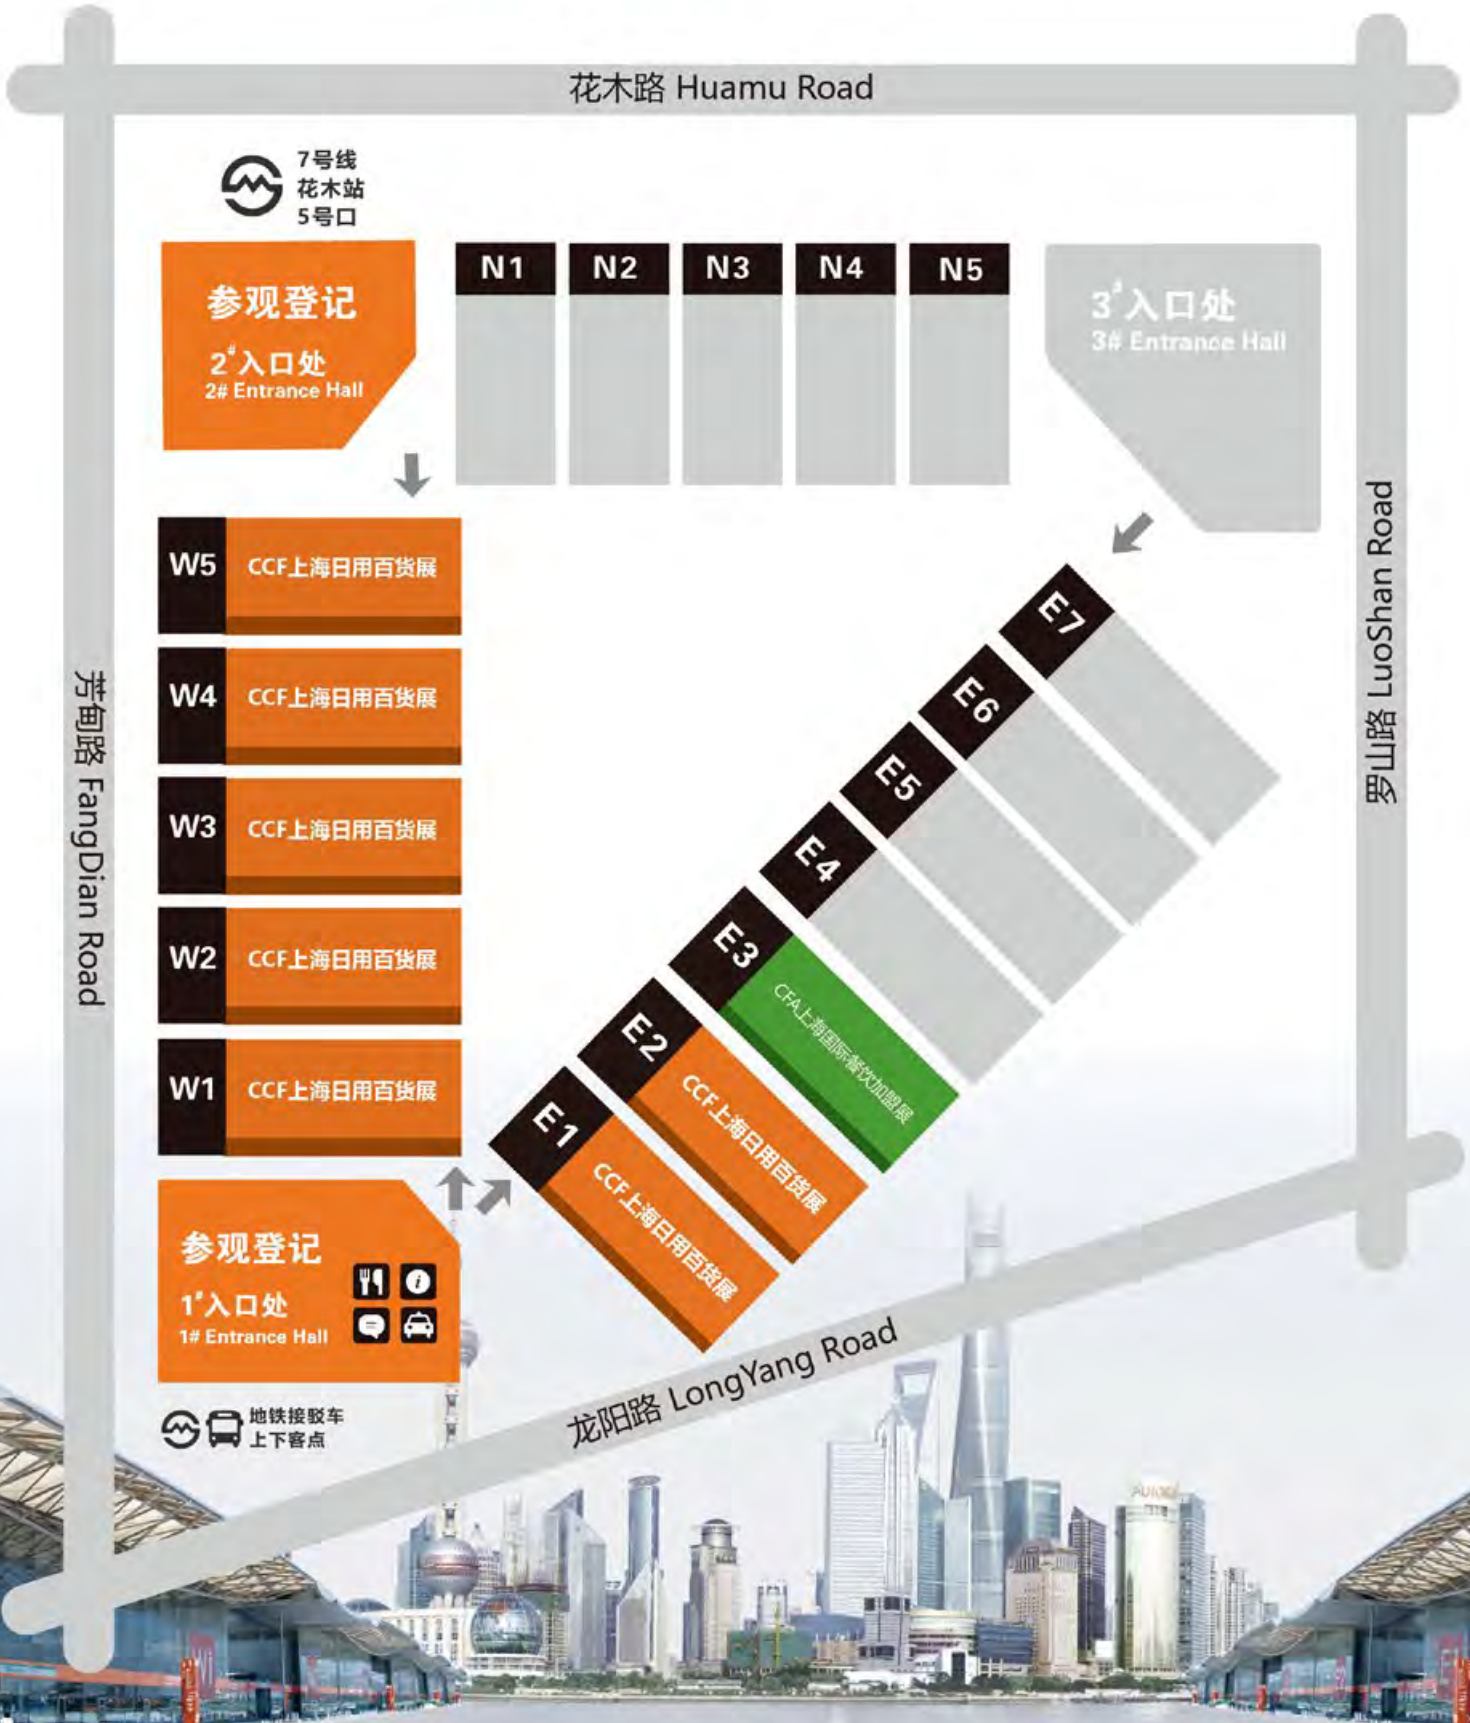 花木路 Huamu Road
7号线
花木站
5号口
参观登记
2#入口处
2# Entrance Hall
N1
N2
N3
N4
N5
3#入口处
3# Entrance Hall
W5 CCF上海日用百货展
W4 CCF上海日用百货展
W3 CCF上海日用百货展
W2 CCF上海日用百货展
W1 CCF上海日用百货展
芳甸路 FangDian Road
罗山路 LuoShan Road
E7
E6
E5
E4
E3 CFA上海国际餐饮加盟展
E2 CCF上海日用百货展
E1 CCF上海日用百货展
参观登记
1#入口处
1# Entrance Hall
地铁接驳车
上下客点
龙阳路 LongYang Road